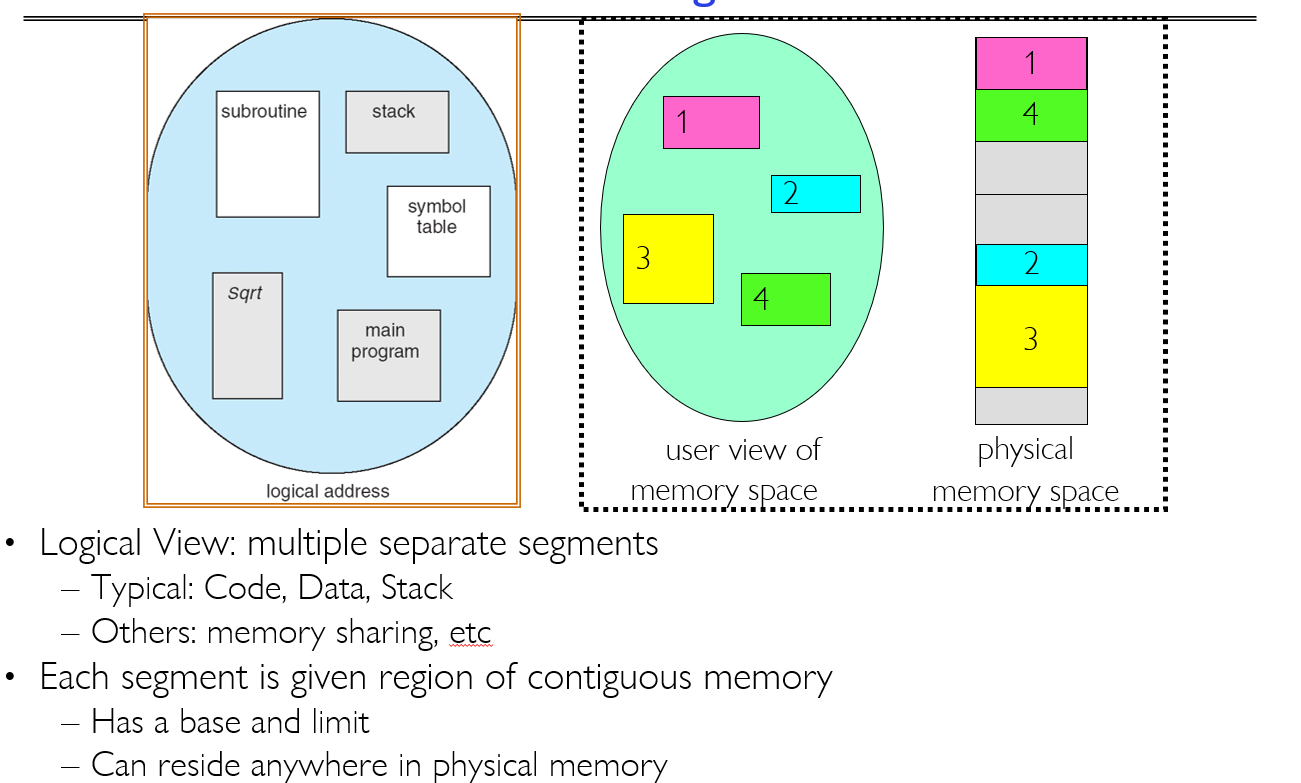 subroutine
stack
symbol
table
Sqrt
main
program
logical address
1
2
3
4
user view of
memory space
1
4
2
3
physical
memory space
• Logical View: multiple separate segments
– Typical: Code, Data, Stack
– Others: memory sharing, etc
• Each segment is given region of contiguous memory
– Has a base and limit
– Can reside anywhere in physical memory